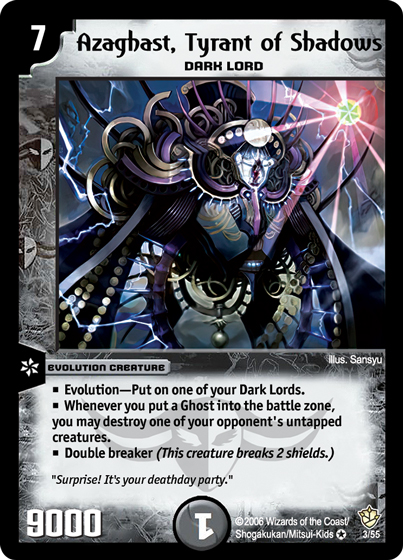 7
Azaghast, Tyrant of Shadows
DARK LORD
illus. Sansyu
EVOLUTION CREATURE
■ Evolution—Put on one of your Dark Lords.
■ Whenever you put a Ghost into the battle zone,
you may destroy one of your opponent's untapped
creatures.
■ Double breaker (This creature breaks 2 shields.)
"Surprise! It's your deathday party."
9000
1
© 2006 Wizards of the Coast/
Shogakukan/Mitsui-Kids ✪ 3/55